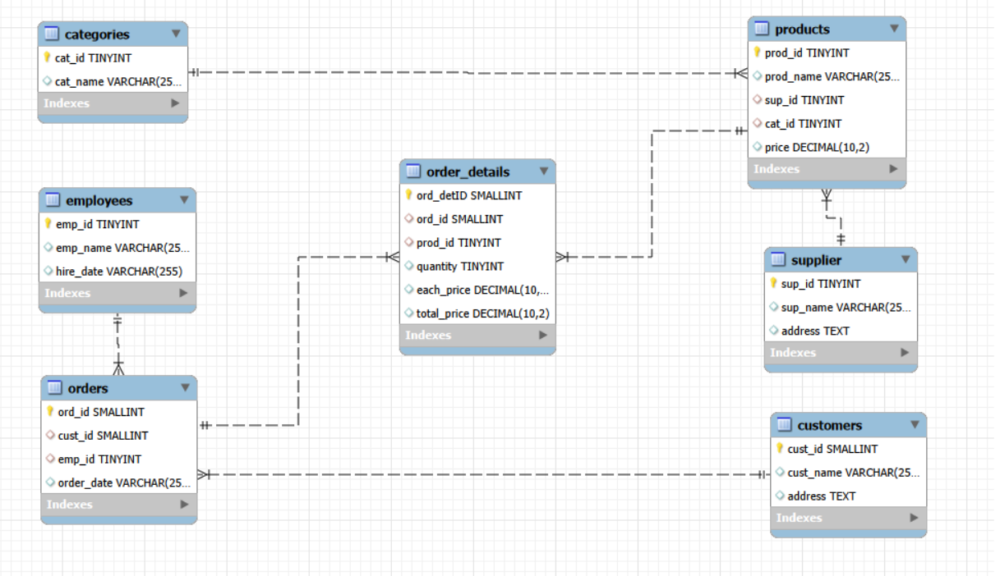 categories
cat_id TINYINT
cat_name VARCHAR(25...
Indexes
products
prod_id TINYINT
prod_name VARCHAR(25...
sup_id TINYINT
cat_id TINYINT
price DECIMAL(10,2)
Indexes
employees
emp_id TINYINT
emp_name VARCHAR(25...
hire_date VARCHAR(255)
Indexes
order_details
ord_detID SMALLINT
ord_id SMALLINT
prod_id TINYINT
quantity TINYINT
each_price DECIMAL(10,...
total_price DECIMAL(10,2)
Indexes
supplier
sup_id TINYINT
sup_name VARCHAR(25...
address TEXT
Indexes
orders
ord_id SMALLINT
cust_id SMALLINT
emp_id TINYINT
order_date VARCHAR(25...
Indexes
customers
cust_id SMALLINT
cust_name VARCHAR(25...
address TEXT
Indexes